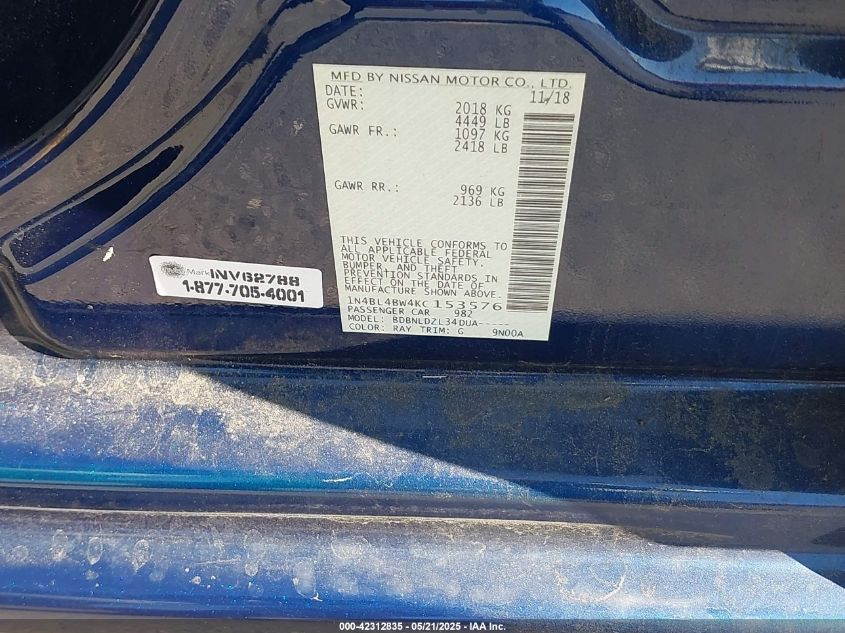 MFD BY NISSAN MOTOR CO., LTD.
DATE: 11/18
GVWR: 2018 KG
4449 LB
GAWR FR.: 1097 KG
2418 LB
GAWR RR.: 969 KG
2136 LB
THIS VEHICLE CONFORMS TO
ALL APPLICABLE FEDERAL
MOTOR VEHICLE SAFETY,
BUMPER, AND THEFT
PREVENTION STANDARDS IN
EFFECT ON THE DATE OF
MANUFACTURE SHOWN ABOVE.
1N4BL4BW4KC153576
PASSENGER CAR 982
MODEL: BDBNLDZL34DUA-----
COLOR: RAY TRIM: G 9N00A
Mark INV62788
1-877-705-4001
000-42312835 - 05/21/2025 - IAA Inc.